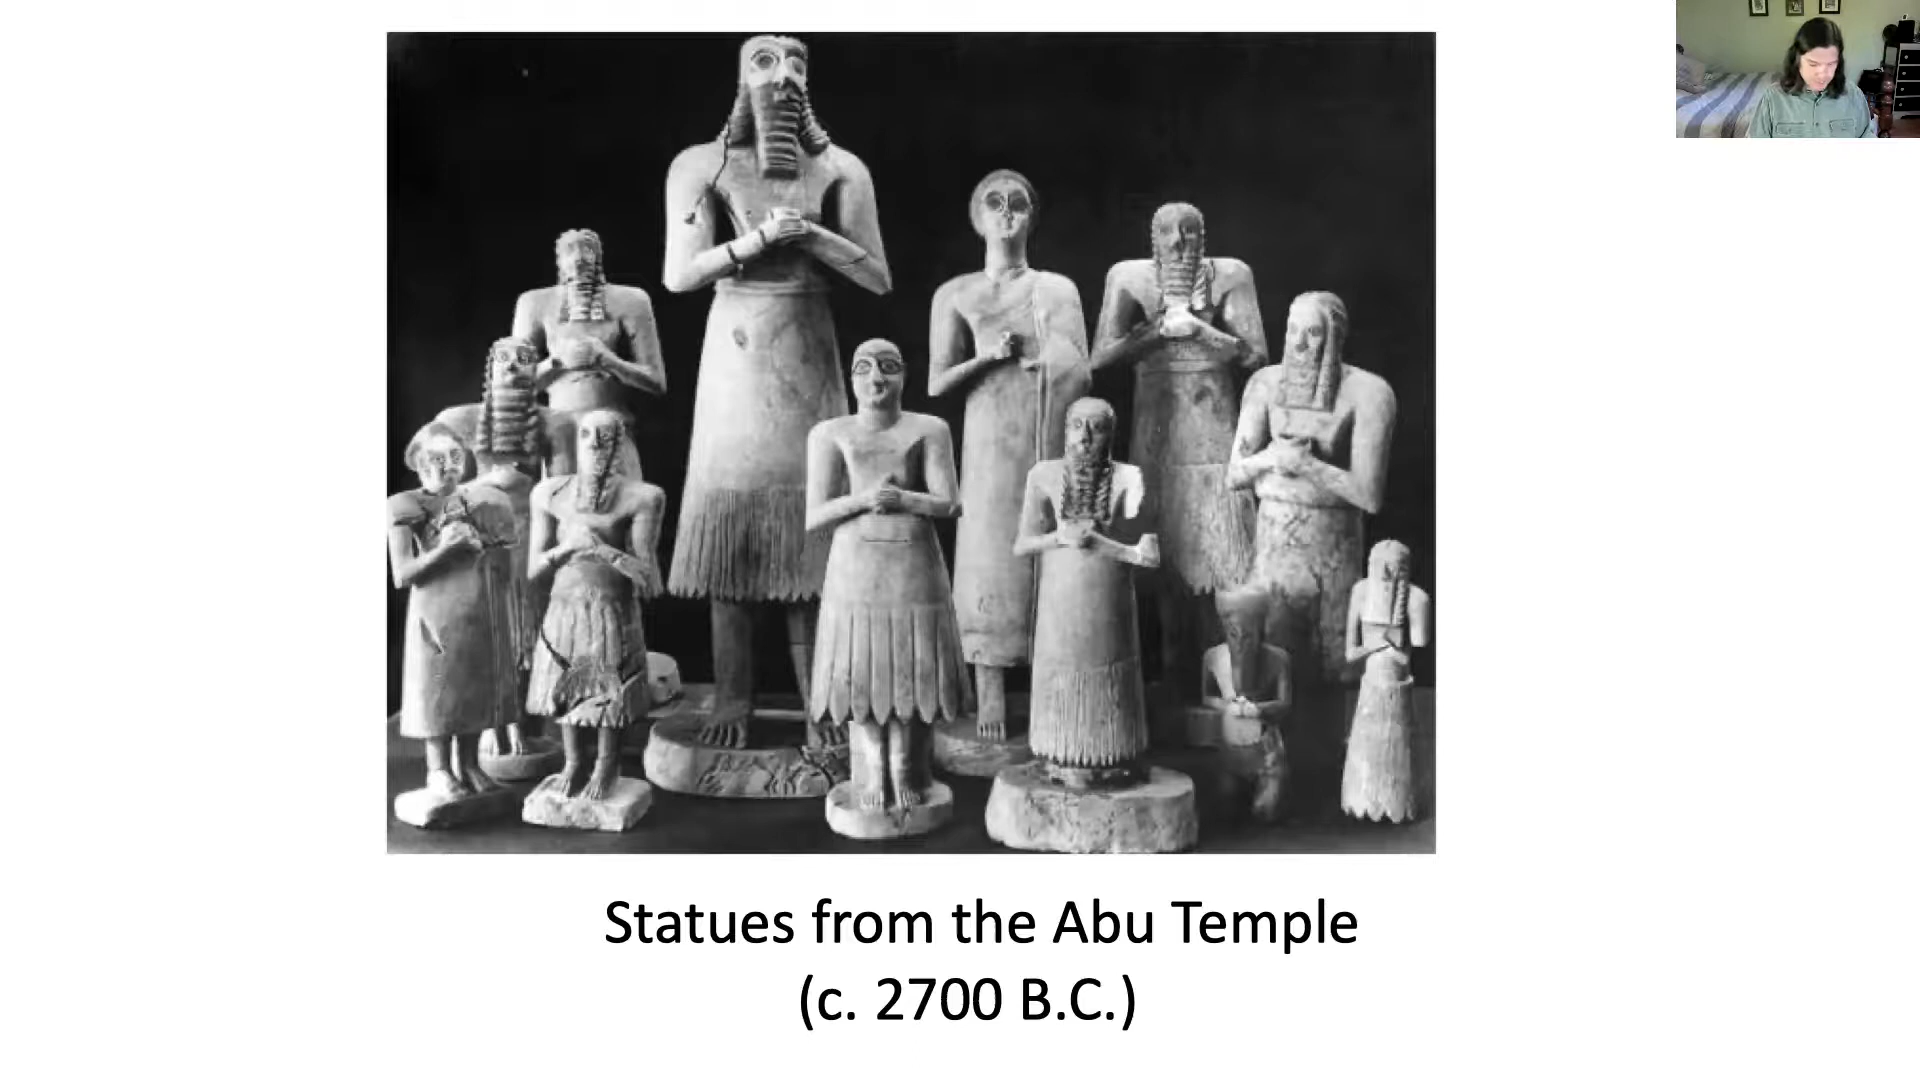 Statues from the Abu Temple
(c. 2700 B.C.)